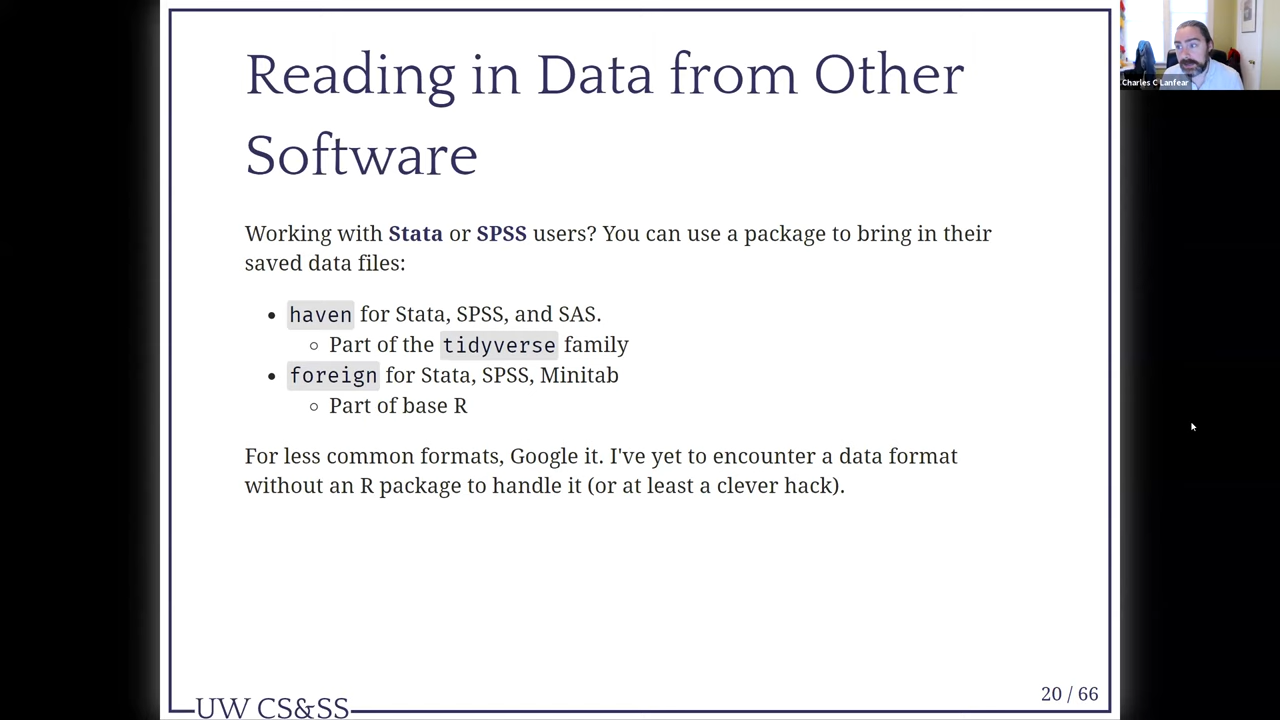 Reading in Data from Other
Software
Working with Stata or SPSS users? You can use a package to bring in their
saved data files:
• haven for Stata, SPSS, and SAS.
○ Part of the tidyverse family
• foreign for Stata, SPSS, Minitab
○ Part of base R
For less common formats, Google it. I've yet to encounter a data format
without an R package to handle it (or at least a clever hack).
UW CS&SS
20 / 66
Charles C Lanfear